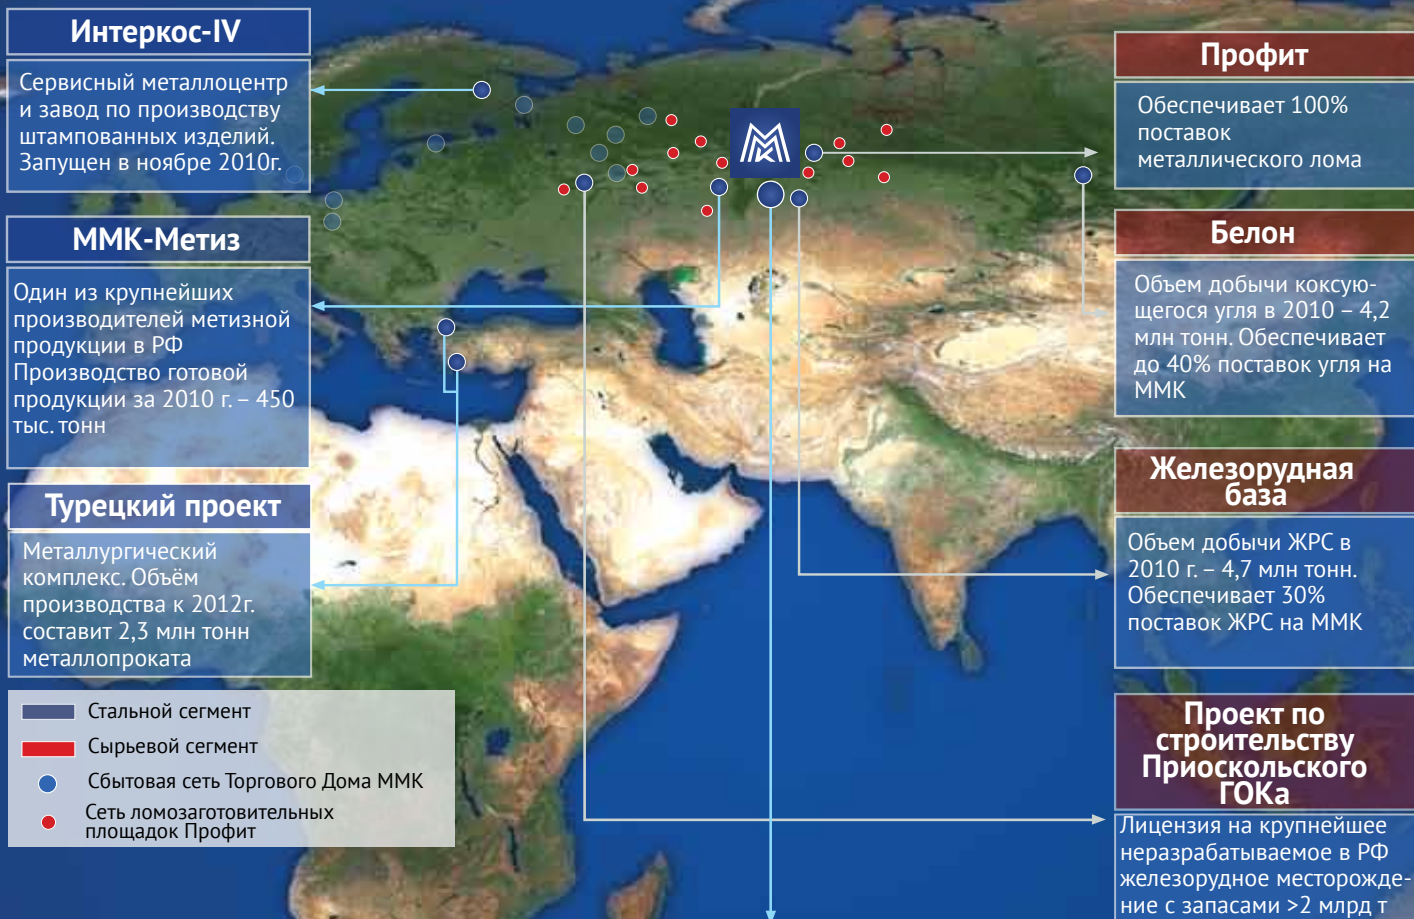 Интеркос-IV
Сервисный металлоцентр
и завод по производству
штампованных изделий.
Запущен в ноябре 2010г.
ММК-Метиз
Один из крупнейших
производителей метизной
продукции в РФ
Производство готовой
продукции за 2010 г. – 450
тыс. тонн
Турецкий проект
Металлургический
комплекс. Объём
производства к 2012г.
составит 2,3 млн тонн
металлопроката
Стальной сегмент
Сырьевой сегмент
Сбытовая сеть Торгового Дома ММК
Сеть ломозаготовительных
площадок Профит
ММК
Профит
Обеспечивает 100%
поставок
металлического лома
Белон
Объем добычи коксую-
щегося угля в 2010 – 4,2
млн тонн. Обеспечивает
до 40% поставок угля на
ММК
Железорудная
база
Объем добычи ЖРС в
2010 г. – 4,7 млн тонн.
Обеспечивает 30%
поставок ЖРС на ММК
Проект по
строительству
Приоскольского
ГОКа
Лицензия на крупнейшее
неразрабатываемое в РФ
железорудное месторожде-
ние с запасами >2 млрд т